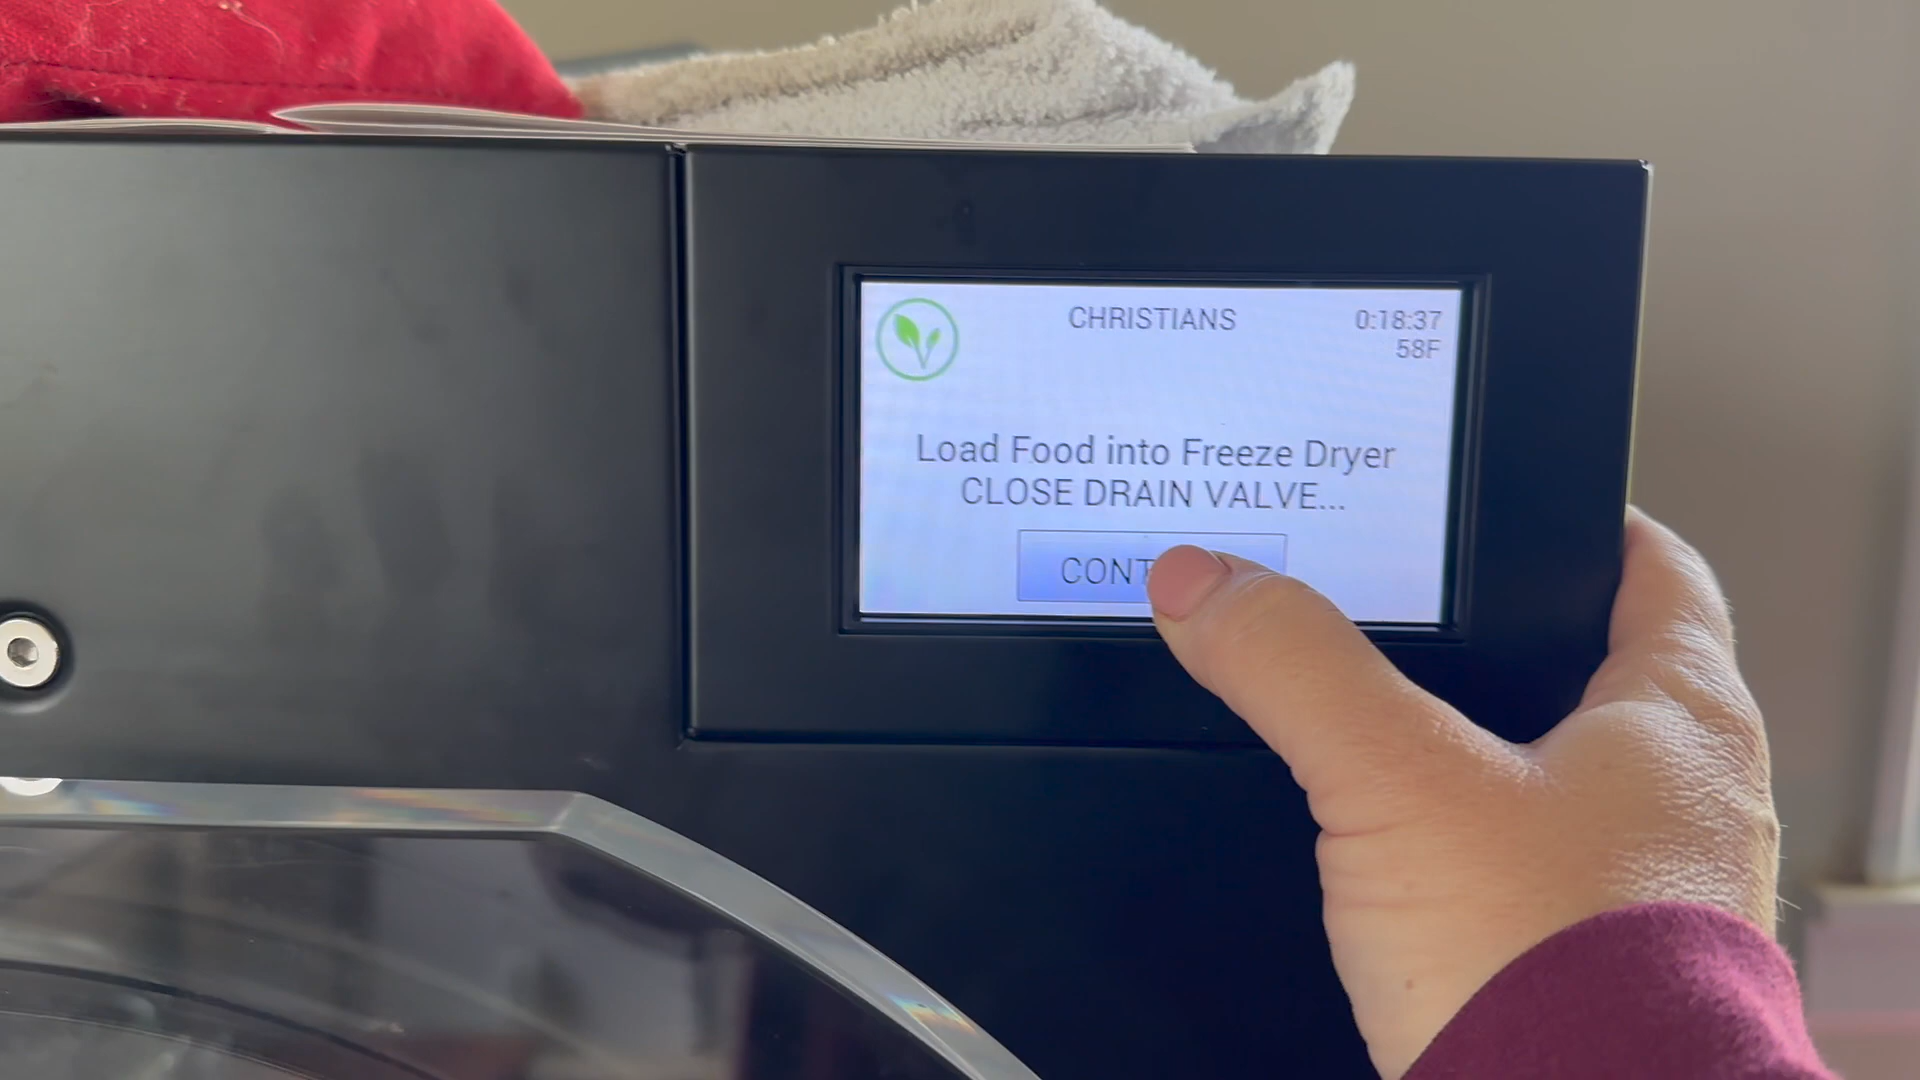 CHRISTIANS
0:18:37
58F
Load Food into Freeze Dryer
CLOSE DRAIN VALVE...
CONT